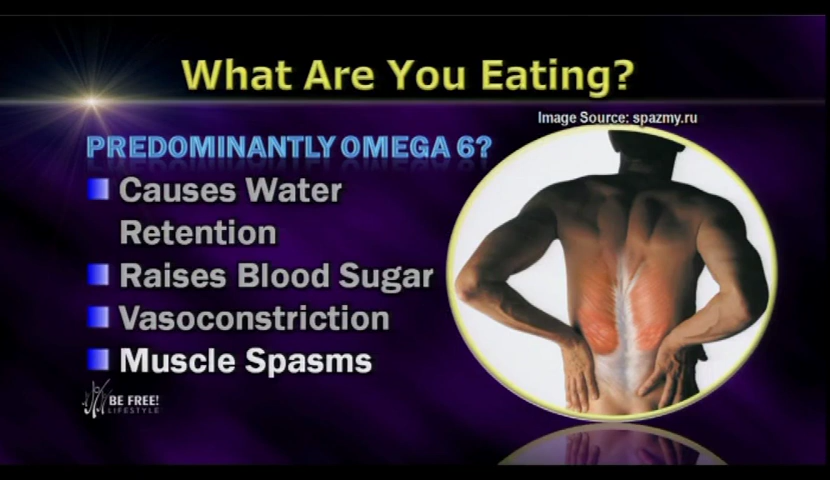 What Are You Eating?
Image Source: spazmy.ru
PREDOMINANTLY OMEGA 6?
Causes Water
Retention
Raises Blood Sugar
Vasoconstriction
Muscle Spasms
BE FREE!
LIFESTYLE